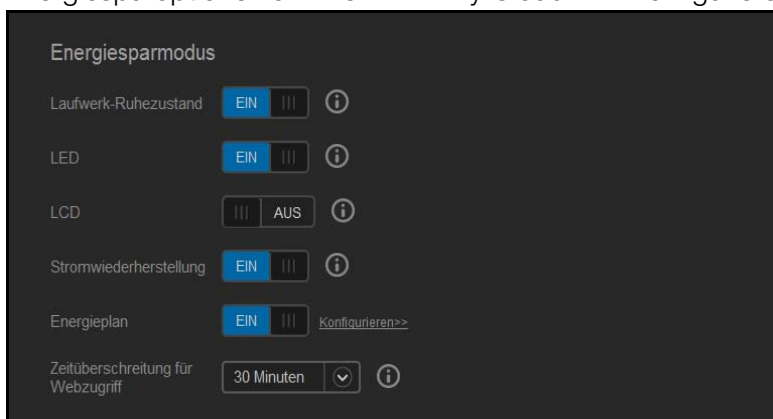 Energiesparmodus
Laufwerk-Ruhezustand EIN
LED EIN
LCD AUS
Stromwiederherstellung EIN
Energieplan EIN Konfigurieren>>
Zeitüberschreitung für
Webzugriff
30 Minuten